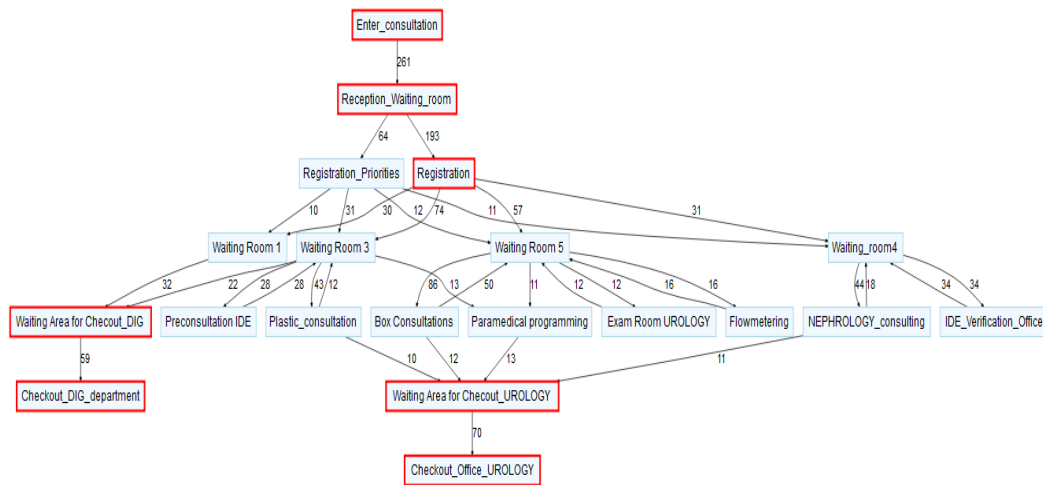 Enter_consultation
261
Reception_Waiting_room
64
193
Registration_Priorities
Registration
10
31
30
12
74
11
57
31
Waiting Room 1
Waiting Room 3
Waiting Room 5
Waiting_room4
32
22
28
28
43
12
13
86
50
11
12
12
16
16
44
18
34
34
Waiting Area for Checout_DIG
Preconsultation IDE
Plastic_consultation
Box Consultations
Paramedical programming
Exam Room UROLOGY
Flowmetering
NEPHROLOGY_consulting
IDE_Verification_Office
59
10
12
13
11
Checkout_DIG_department
Waiting Area for Checout_UROLOGY
70
Checkout_Office_UROLOGY